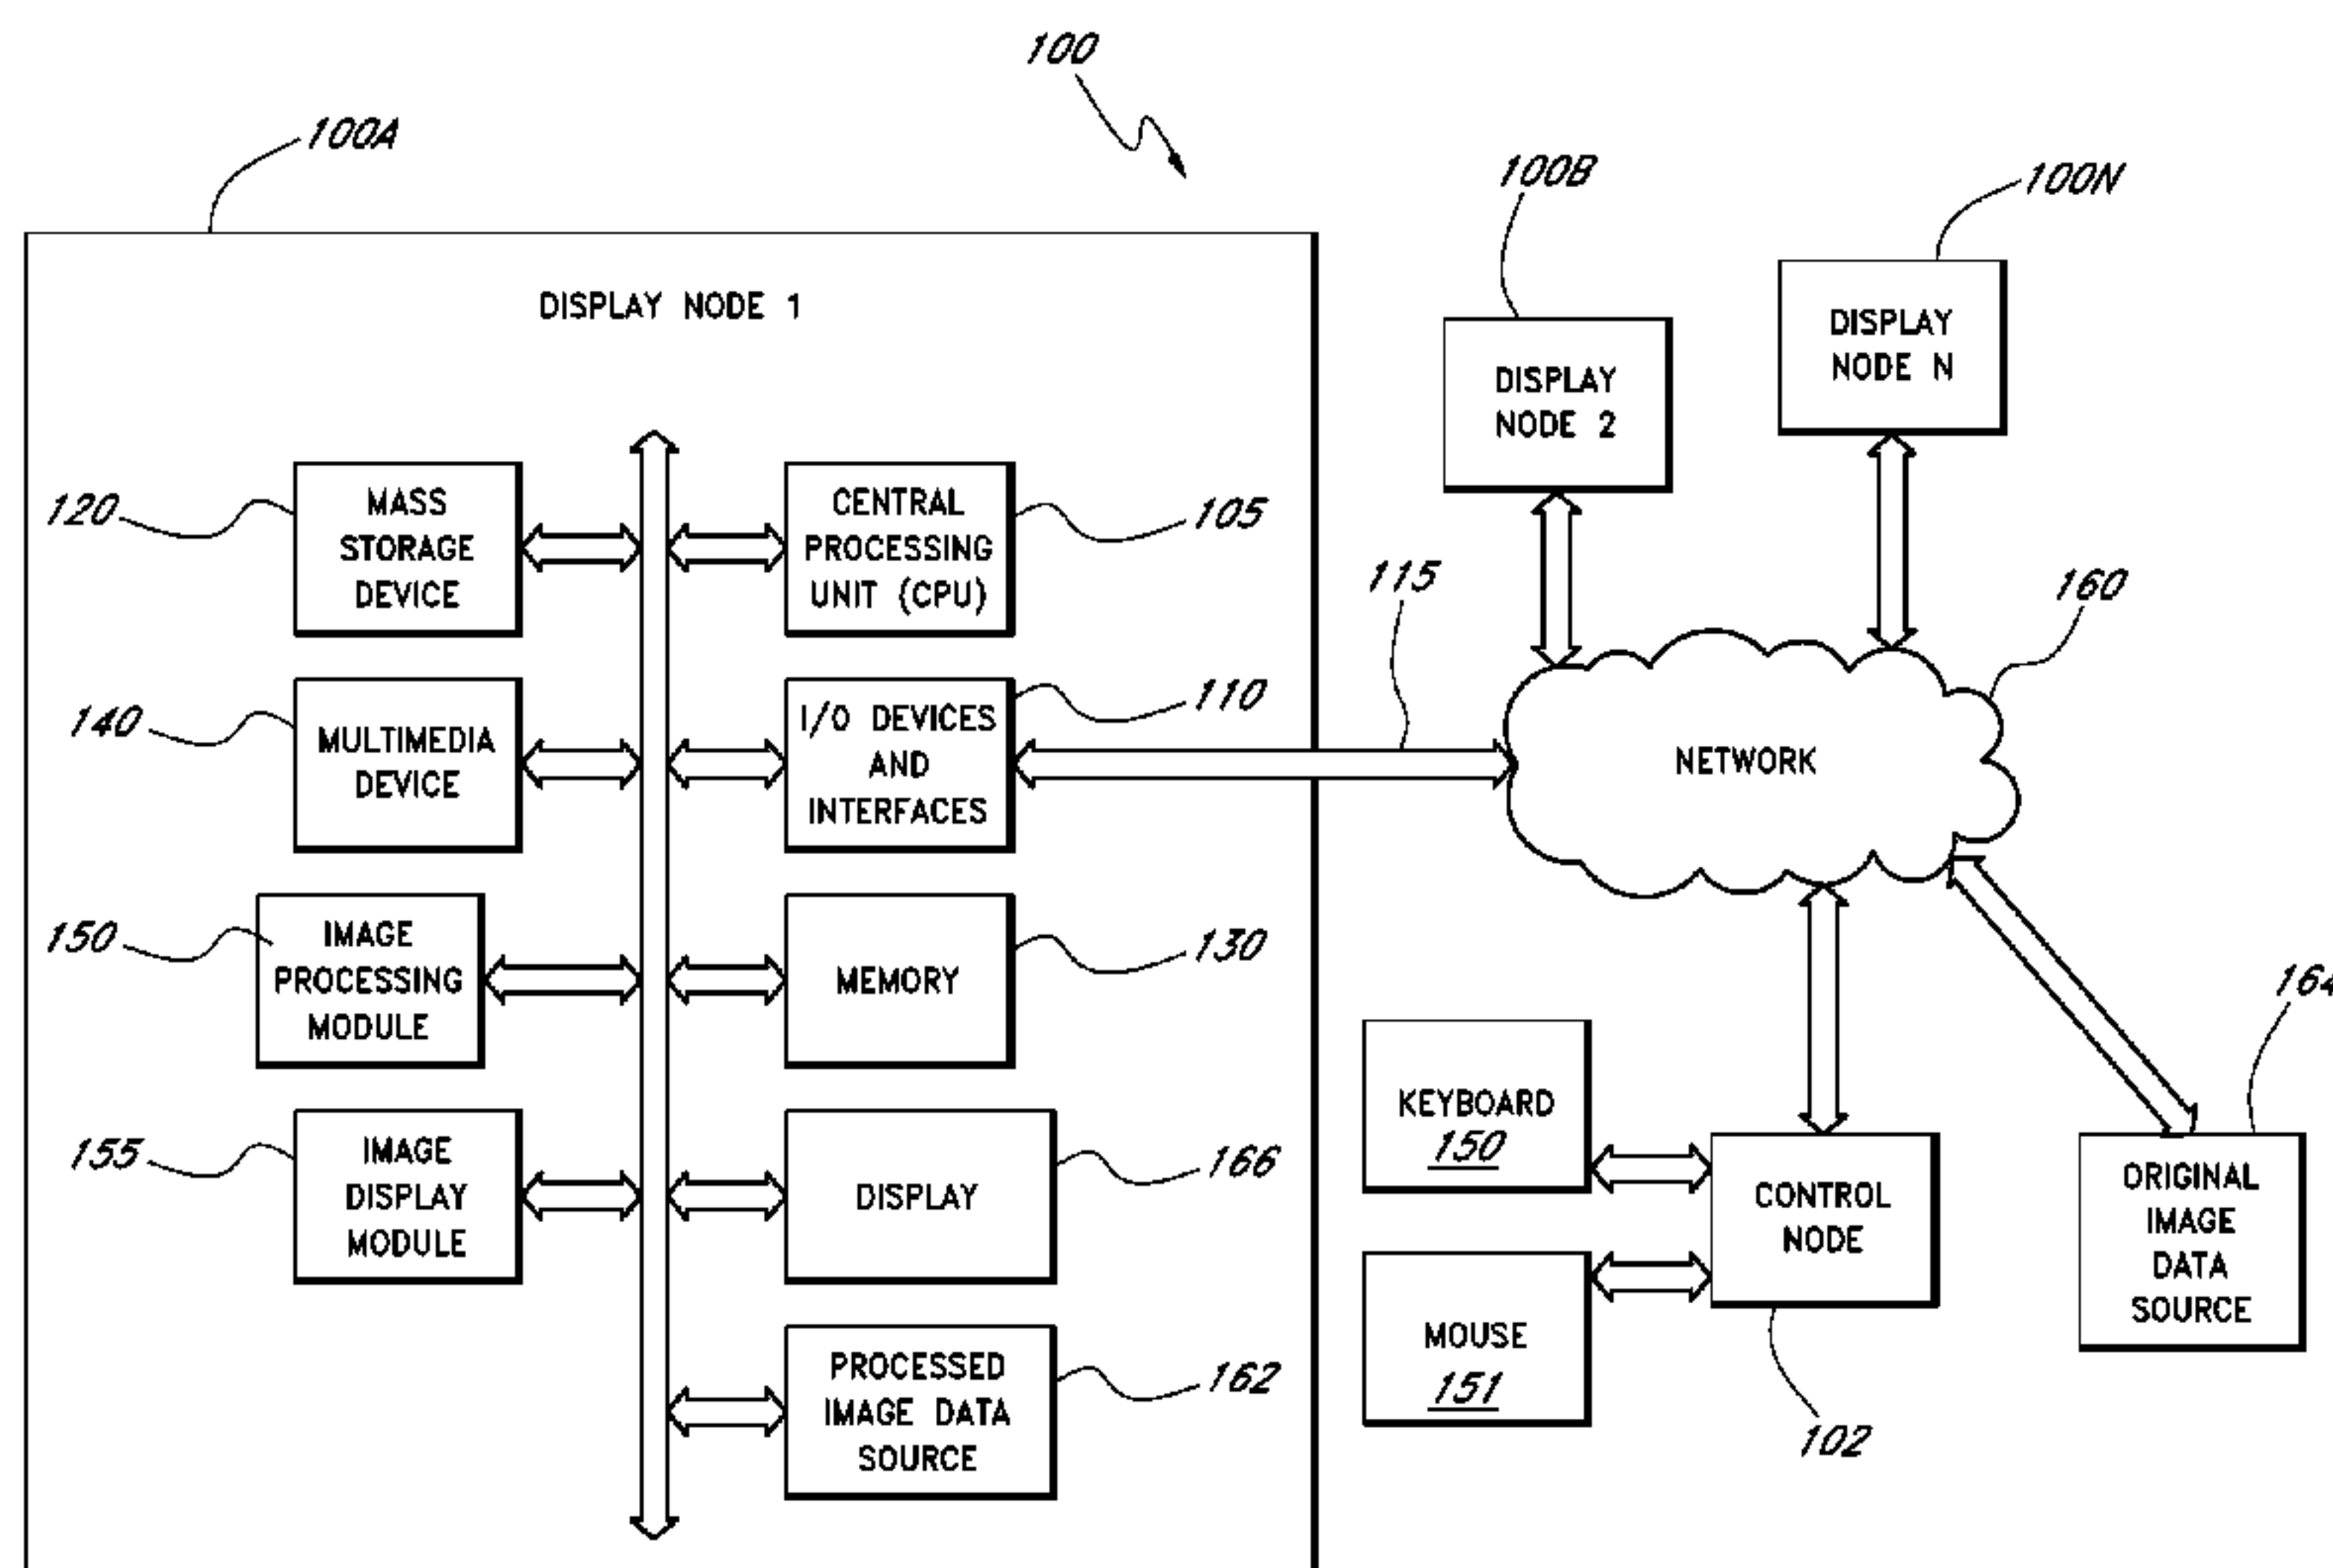 100
100A
100B
100N
DISPLAY NODE 1
DISPLAY
NODE 2
DISPLAY
NODE N
120
MASS
STORAGE
DEVICE
CENTRAL
PROCESSING
UNIT (CPU)
105
115
160
140
MULTIMEDIA
DEVICE
I/O DEVICES
AND
INTERFACES
110
NETWORK
150
IMAGE
PROCESSING
MODULE
MEMORY
130
164
155
IMAGE
DISPLAY
MODULE
DISPLAY
166
KEYBOARD
150
CONTROL
NODE
ORIGINAL
IMAGE
DATA
SOURCE
PROCESSED
IMAGE DATA
SOURCE
162
MOUSE
151
102